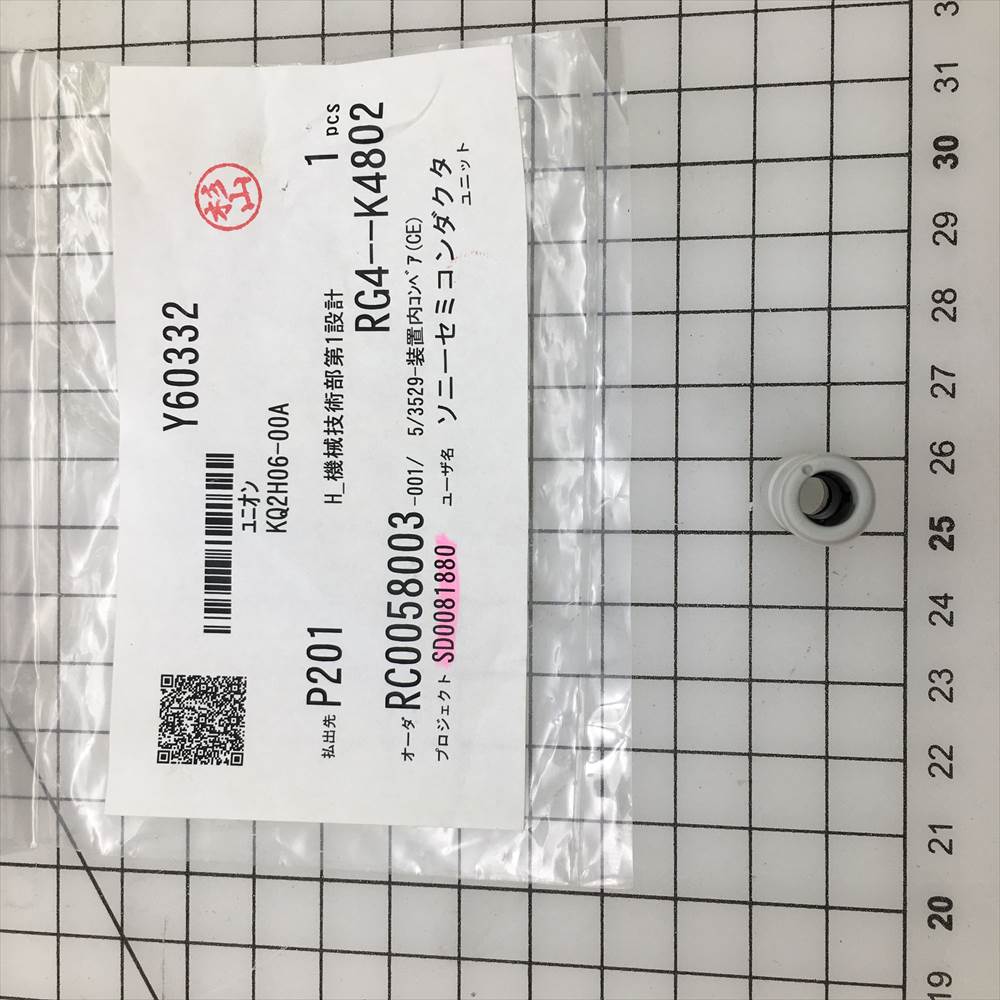 Y60332
杉山
ユニオン
KQ2H06-00A
払出先 P201 H_機械技術部第1設計 1 pcs
RG4--K4802
オーダ RC0058003-001/ 5/3529-装置内コンベア(CE)
プロジェクト SD0081880 ユーザ名 ソニーセミコンダクタ
ユニット
31
30
29
28
27
26
25
24
23
22
21
20
19